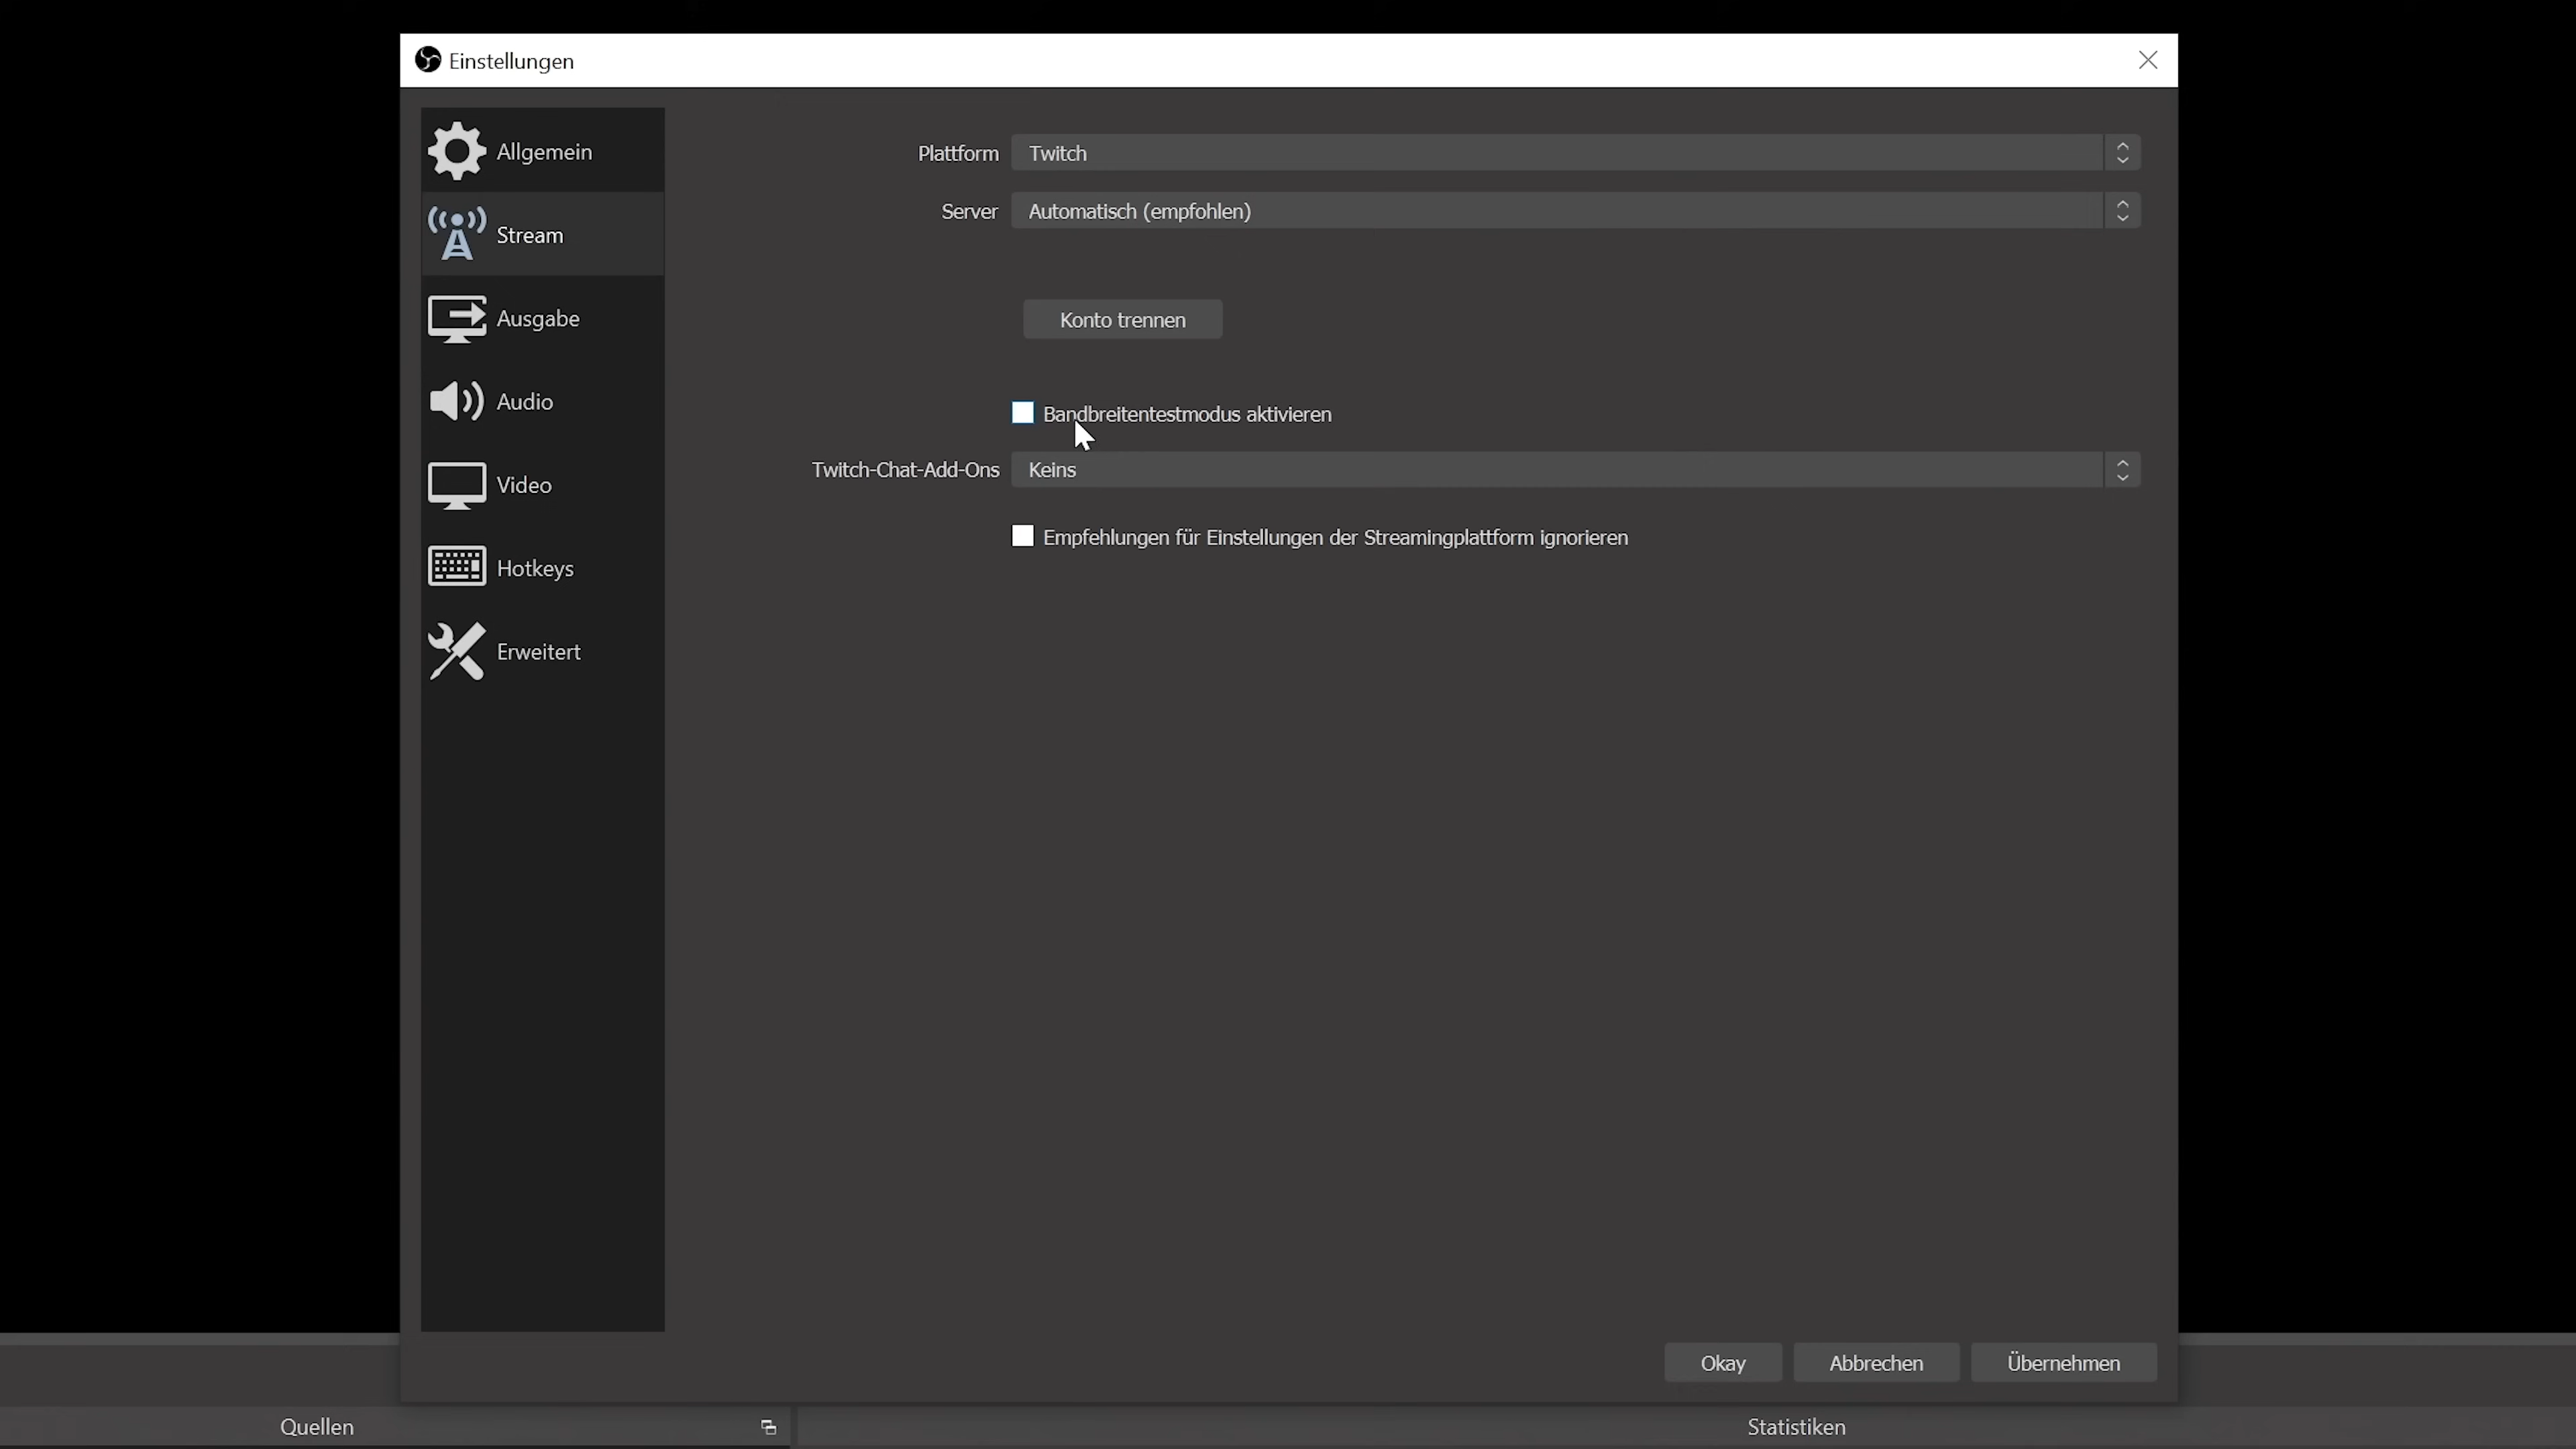 Einstellungen
Allgemein
Stream
Ausgabe
Audio
Video
Hotkeys
Erweitert
Plattform Twitch
Server Automatisch (empfohlen)
Konto trennen
Bandbreitentestmodus aktivieren
Twitch-Chat-Add-Ons Keins
Empfehlungen für Einstellungen der Streamingplattform ignorieren
Okay Abbrechen Übernehmen
Quellen Statistiken